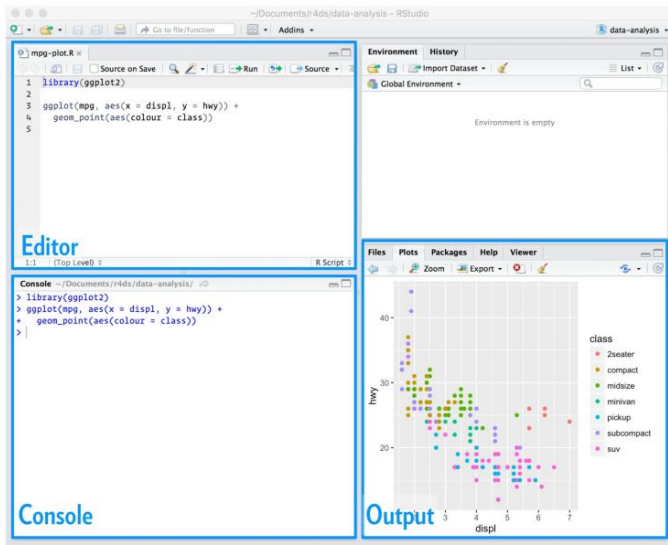 ~/Documents/r4ds/data-analysis - RStudio
Go to file/function
Addins
data-analysis
mpg-plot.R
Source on Save
Run
Source
1 library(ggplot2)
2
3 ggplot(mpg, aes(x = displ, y = hwy)) +
4   geom_point(aes(colour = class))
5
Editor
1:1 (Top Level) R Script
Console ~/Documents/r4ds/data-analysis/
> library(ggplot2)
> ggplot(mpg, aes(x = displ, y = hwy)) +
+   geom_point(aes(colour = class))
>
Console
Environment History
Import Dataset List
Global Environment
Environment is empty
Files Plots Packages Help Viewer
Zoom Export
40
30
20
hwy
3 4 5 6 7
displ
class
2seater
compact
midsize
minivan
pickup
subcompact
suv
Output